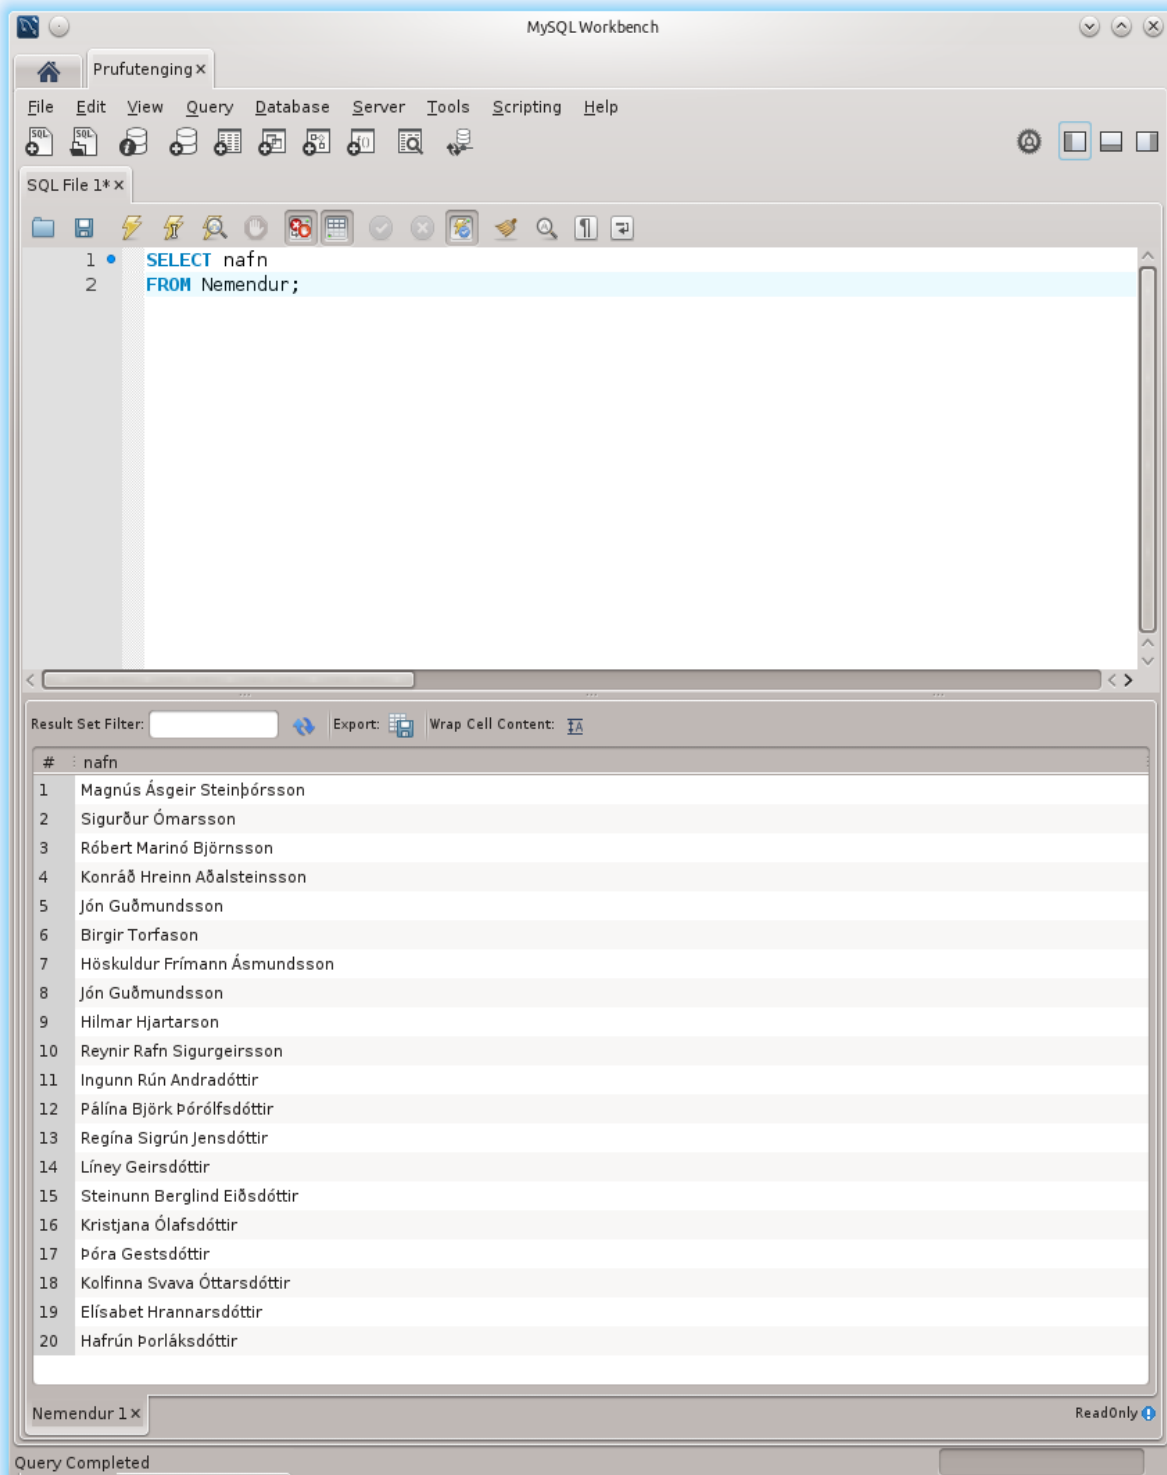 MySQL Workbench
Prufutenging
File Edit View Query Database Server Tools Scripting Help
SQL SQL
SQL File 1*
1 SELECT nafn
2 FROM Nemendur;
Result Set Filter: Export: Wrap Cell Content:
# nafn
1 Magnús Ásgeir Steinþórsson
2 Sigurður Ómarsson
3 Róbert Marinó Björnsson
4 Konráð Hreinn Aðalsteinsson
5 Jón Guðmundsson
6 Birgir Torfason
7 Höskuldur Frímann Ásmundsson
8 Jón Guðmundsson
9 Hilmar Hjartarson
10 Reynir Rafn Sigurgeirsson
11 Ingunn Rún Andradóttir
12 Pálína Björk Þórólfsdóttir
13 Regína Sigrún Jensdóttir
14 Líney Geirsdóttir
15 Steinunn Berglind Eiðsdóttir
16 Kristjana Ólafsdóttir
17 Þóra Gestsdóttir
18 Kolfinna Svava Óttarsdóttir
19 Elísabet Hrannarsdóttir
20 Hafrún Þorláksdóttir
Nemendur 1 ReadOnly
Query Completed